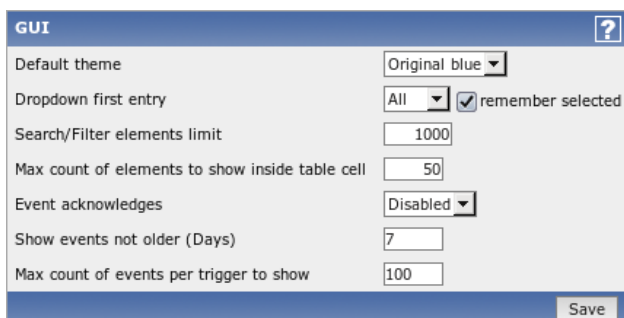 GUI ?
Default theme Original blue
Dropdown first entry All remember selected
Search/Filter elements limit 1000
Max count of elements to show inside table cell 50
Event acknowledges Disabled
Show events not older (Days) 7
Max count of events per trigger to show 100
Save